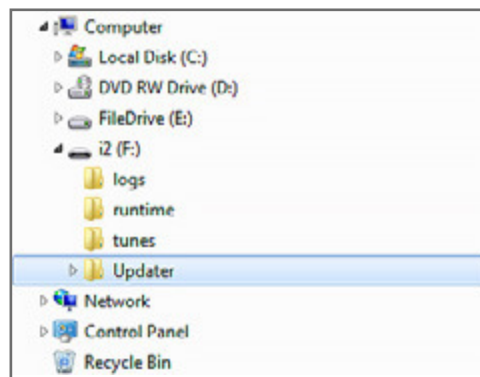 Computer
Local Disk (C:)
DVD RW Drive (D:)
FileDrive (E:)
i2 (F:)
logs
runtime
tunes
Updater
Network
Control Panel
Recycle Bin